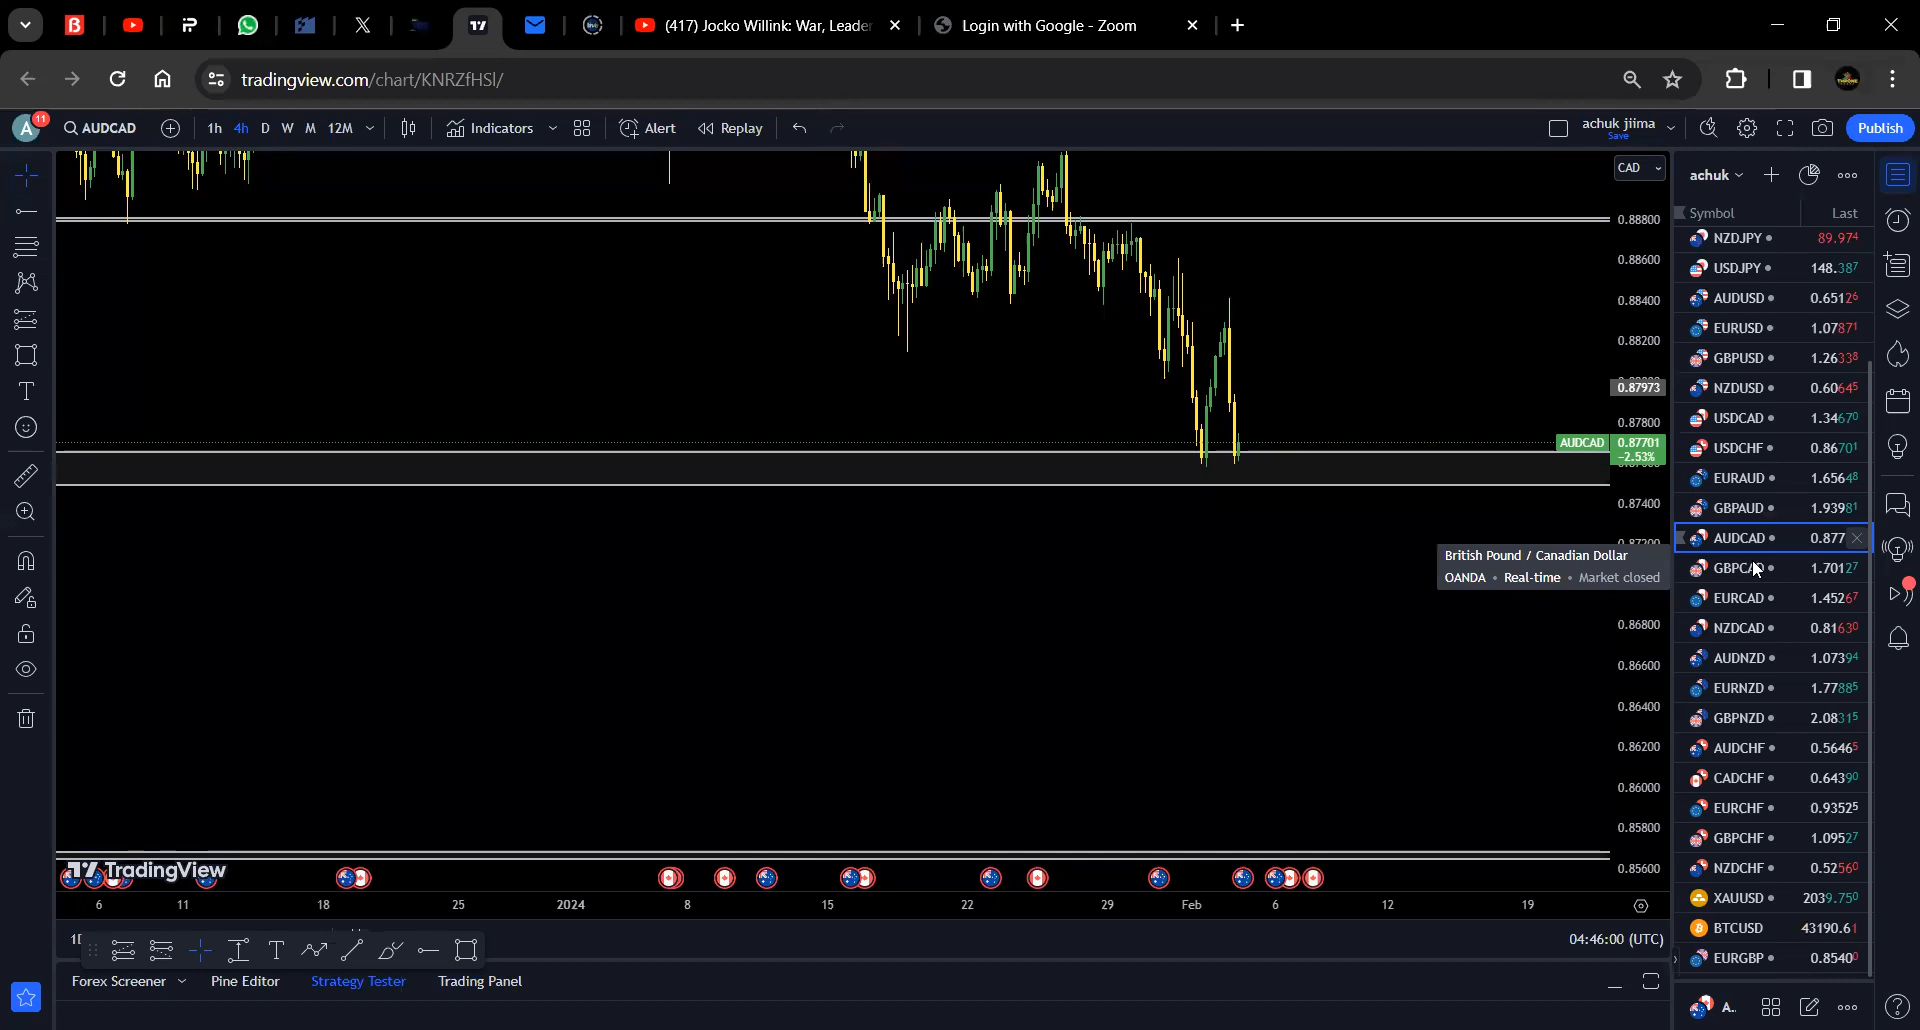 (417) Jocko Willink: War, Leader
Login with Google - Zoom
tradingview.com/chart/KNRZfHSl/
A
11
AUDCAD
1h 4h D W M 12M
Indicators
Alert
Replay
achuk jiima
Save
Publish
CAD
achuk
Symbol
Last
NZDJPY 89.974
USDJPY 148.387
AUDUSD 0.65126
EURUSD 1.07871
GBPUSD 1.26338
NZDUSD 0.60645
USDCAD 1.34670
USDCHF 0.86701
EURAUD 1.65648
GBPAUD 1.93981
AUDCAD 0.877
GBPCAD 1.70127
EURCAD 1.45267
NZDCAD 0.81630
AUDNZD 1.07394
EURNZD 1.77885
GBPNZD 2.08315
AUDCHF 0.56465
CADCHF 0.64390
EURCHF 0.93525
GBPCHF 1.09527
NZDCHF 0.52560
XAUUSD 2039.750
BTCUSD 43190.61
EURGBP 0.85400
A..
0.88800
0.88600
0.88400
0.88200
0.87973
0.87800
AUDCAD 0.87701
−2.53%
0.87400
British Pound / Canadian Dollar
OANDA • Real-time • Market closed
0.86800
0.86600
0.86400
0.86200
0.86000
0.85800
0.85600
TradingView
6 11 18 25 2024 8 15 22 29 Feb 6 12 19
04:46:00 (UTC)
Forex Screener
Pine Editor
Strategy Tester
Trading Panel